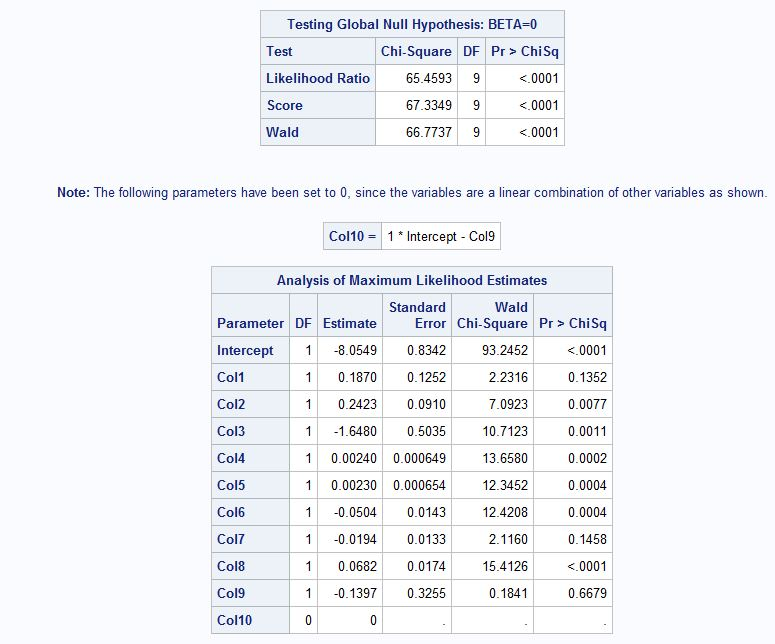 Testing Global Null Hypothesis: BETA=0
Test Chi-Square DF Pr > ChiSq
Likelihood Ratio 65.4593 9 <.0001
Score 67.3349 9 <.0001
Wald 66.7737 9 <.0001
Note: The following parameters have been set to 0, since the variables are a linear combination of other variables as shown.
Col10 = 1 * Intercept - Col9
Analysis of Maximum Likelihood Estimates
Parameter DF Estimate Standard Error Wald Chi-Square Pr > ChiSq
Intercept 1 -8.0549 0.8342 93.2452 <.0001
Col1 1 0.1870 0.1252 2.2316 0.1352
Col2 1 0.2423 0.0910 7.0923 0.0077
Col3 1 -1.6480 0.5035 10.7123 0.0011
Col4 1 0.00240 0.000649 13.6580 0.0002
Col5 1 0.00230 0.000654 12.3452 0.0004
Col6 1 -0.0504 0.0143 12.4208 0.0004
Col7 1 -0.0194 0.0133 2.1160 0.1458
Col8 1 0.0682 0.0174 15.4126 <.0001
Col9 1 -0.1397 0.3255 0.1841 0.6679
Col10 0 0 . . .